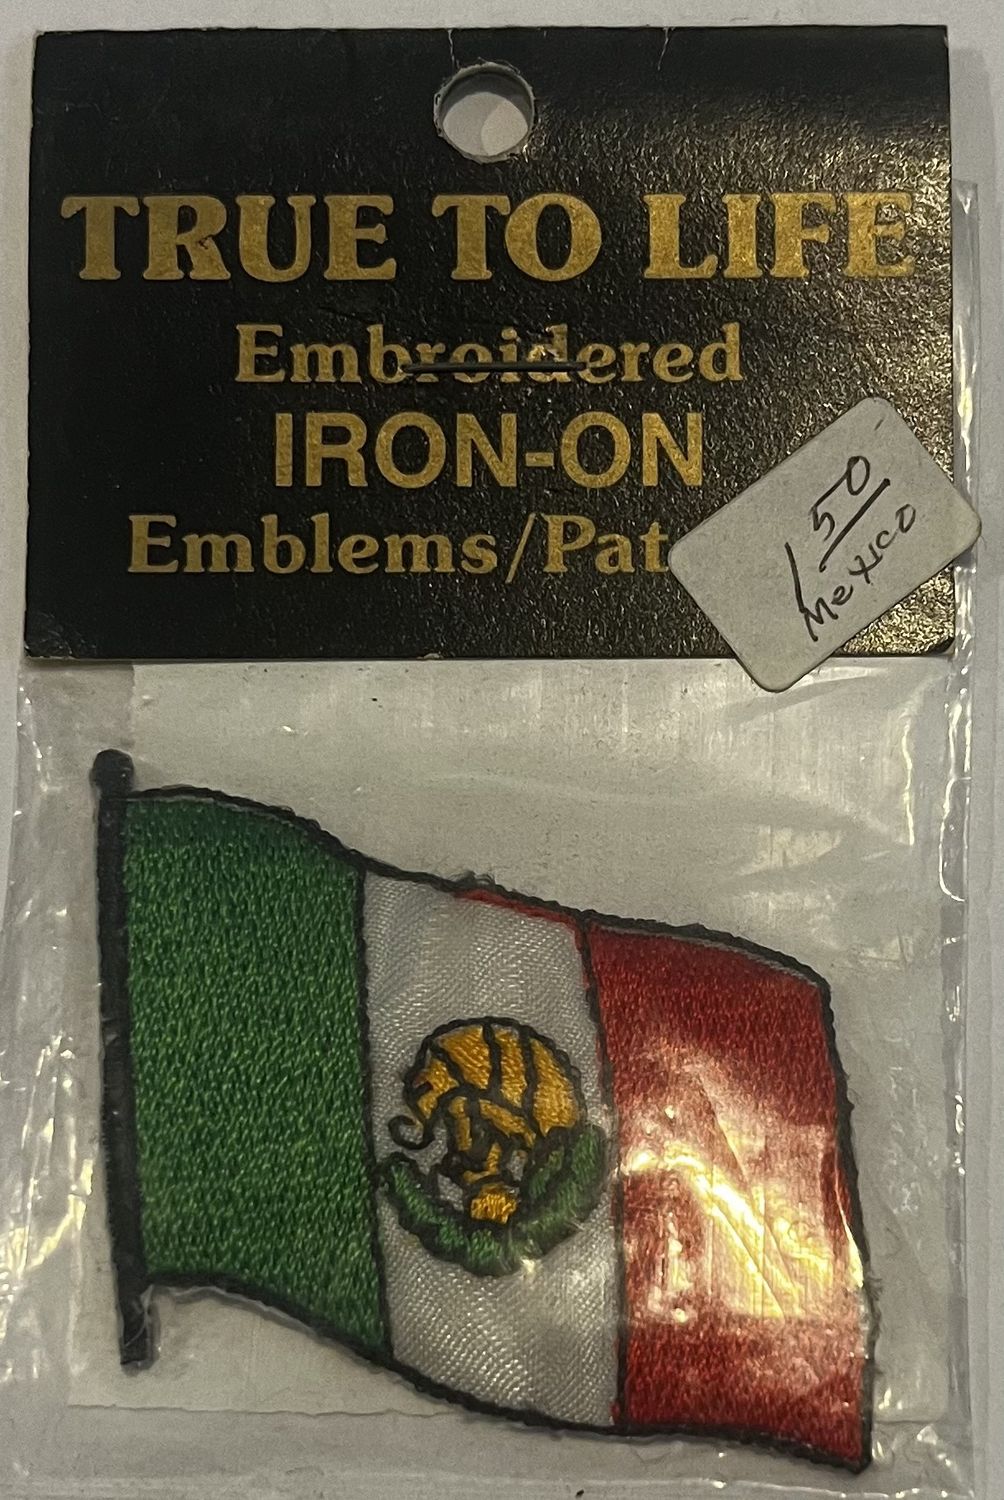 TRUE TO LIFE
Embroidered
IRON-ON
Emblems/Pat
1 50
Mexico